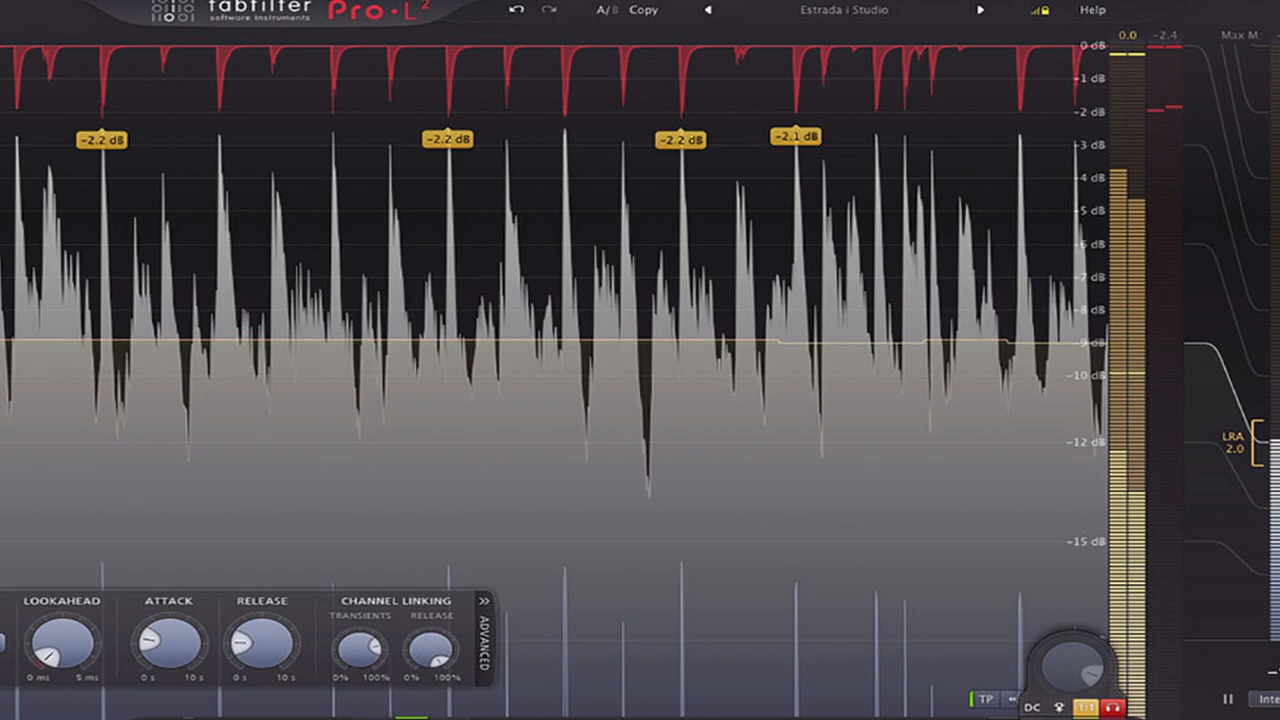 fabfilter
software instruments
Pro·L²
A/B Copy
Estrada i Studio
Help
0.0 -2.4 Max M:
0 dB
-1 dB
-2 dB
-2.2 dB
-2.2 dB
-2.2 dB
-2.1 dB
-3 dB
-4 dB
-5 dB
-6 dB
-7 dB
-8 dB
-9 dB
-10 dB
-12 dB
LRA
2.0
-15 dB
LOOKAHEAD ATTACK RELEASE CHANNEL LINKING
TRANSIENTS RELEASE
ADVANCED
0 ms 5 ms 0 s 10 s 0 s 10 s 0% 100% 0% 100%
TP
DC 1:1
Inte